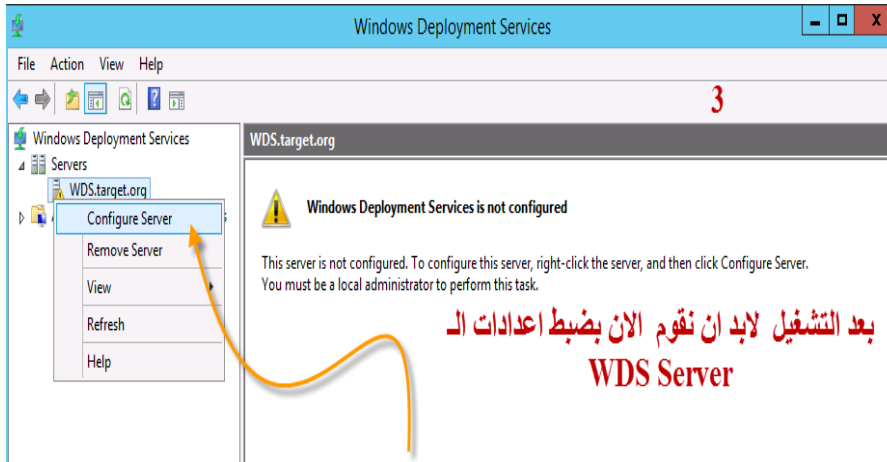 Windows Deployment Services
File Action View Help
3
Windows Deployment Services
WDS.target.org
Servers
WDS.target.org
Configure Server
Remove Server
View
Refresh
Help
Windows Deployment Services is not configured
This server is not configured. To configure this server, right-click the server, and then click Configure Server.
You must be a local administrator to perform this task.
بعد التشغيل لابد ان نقوم الان بضبط اعدادات الـ
WDS Server